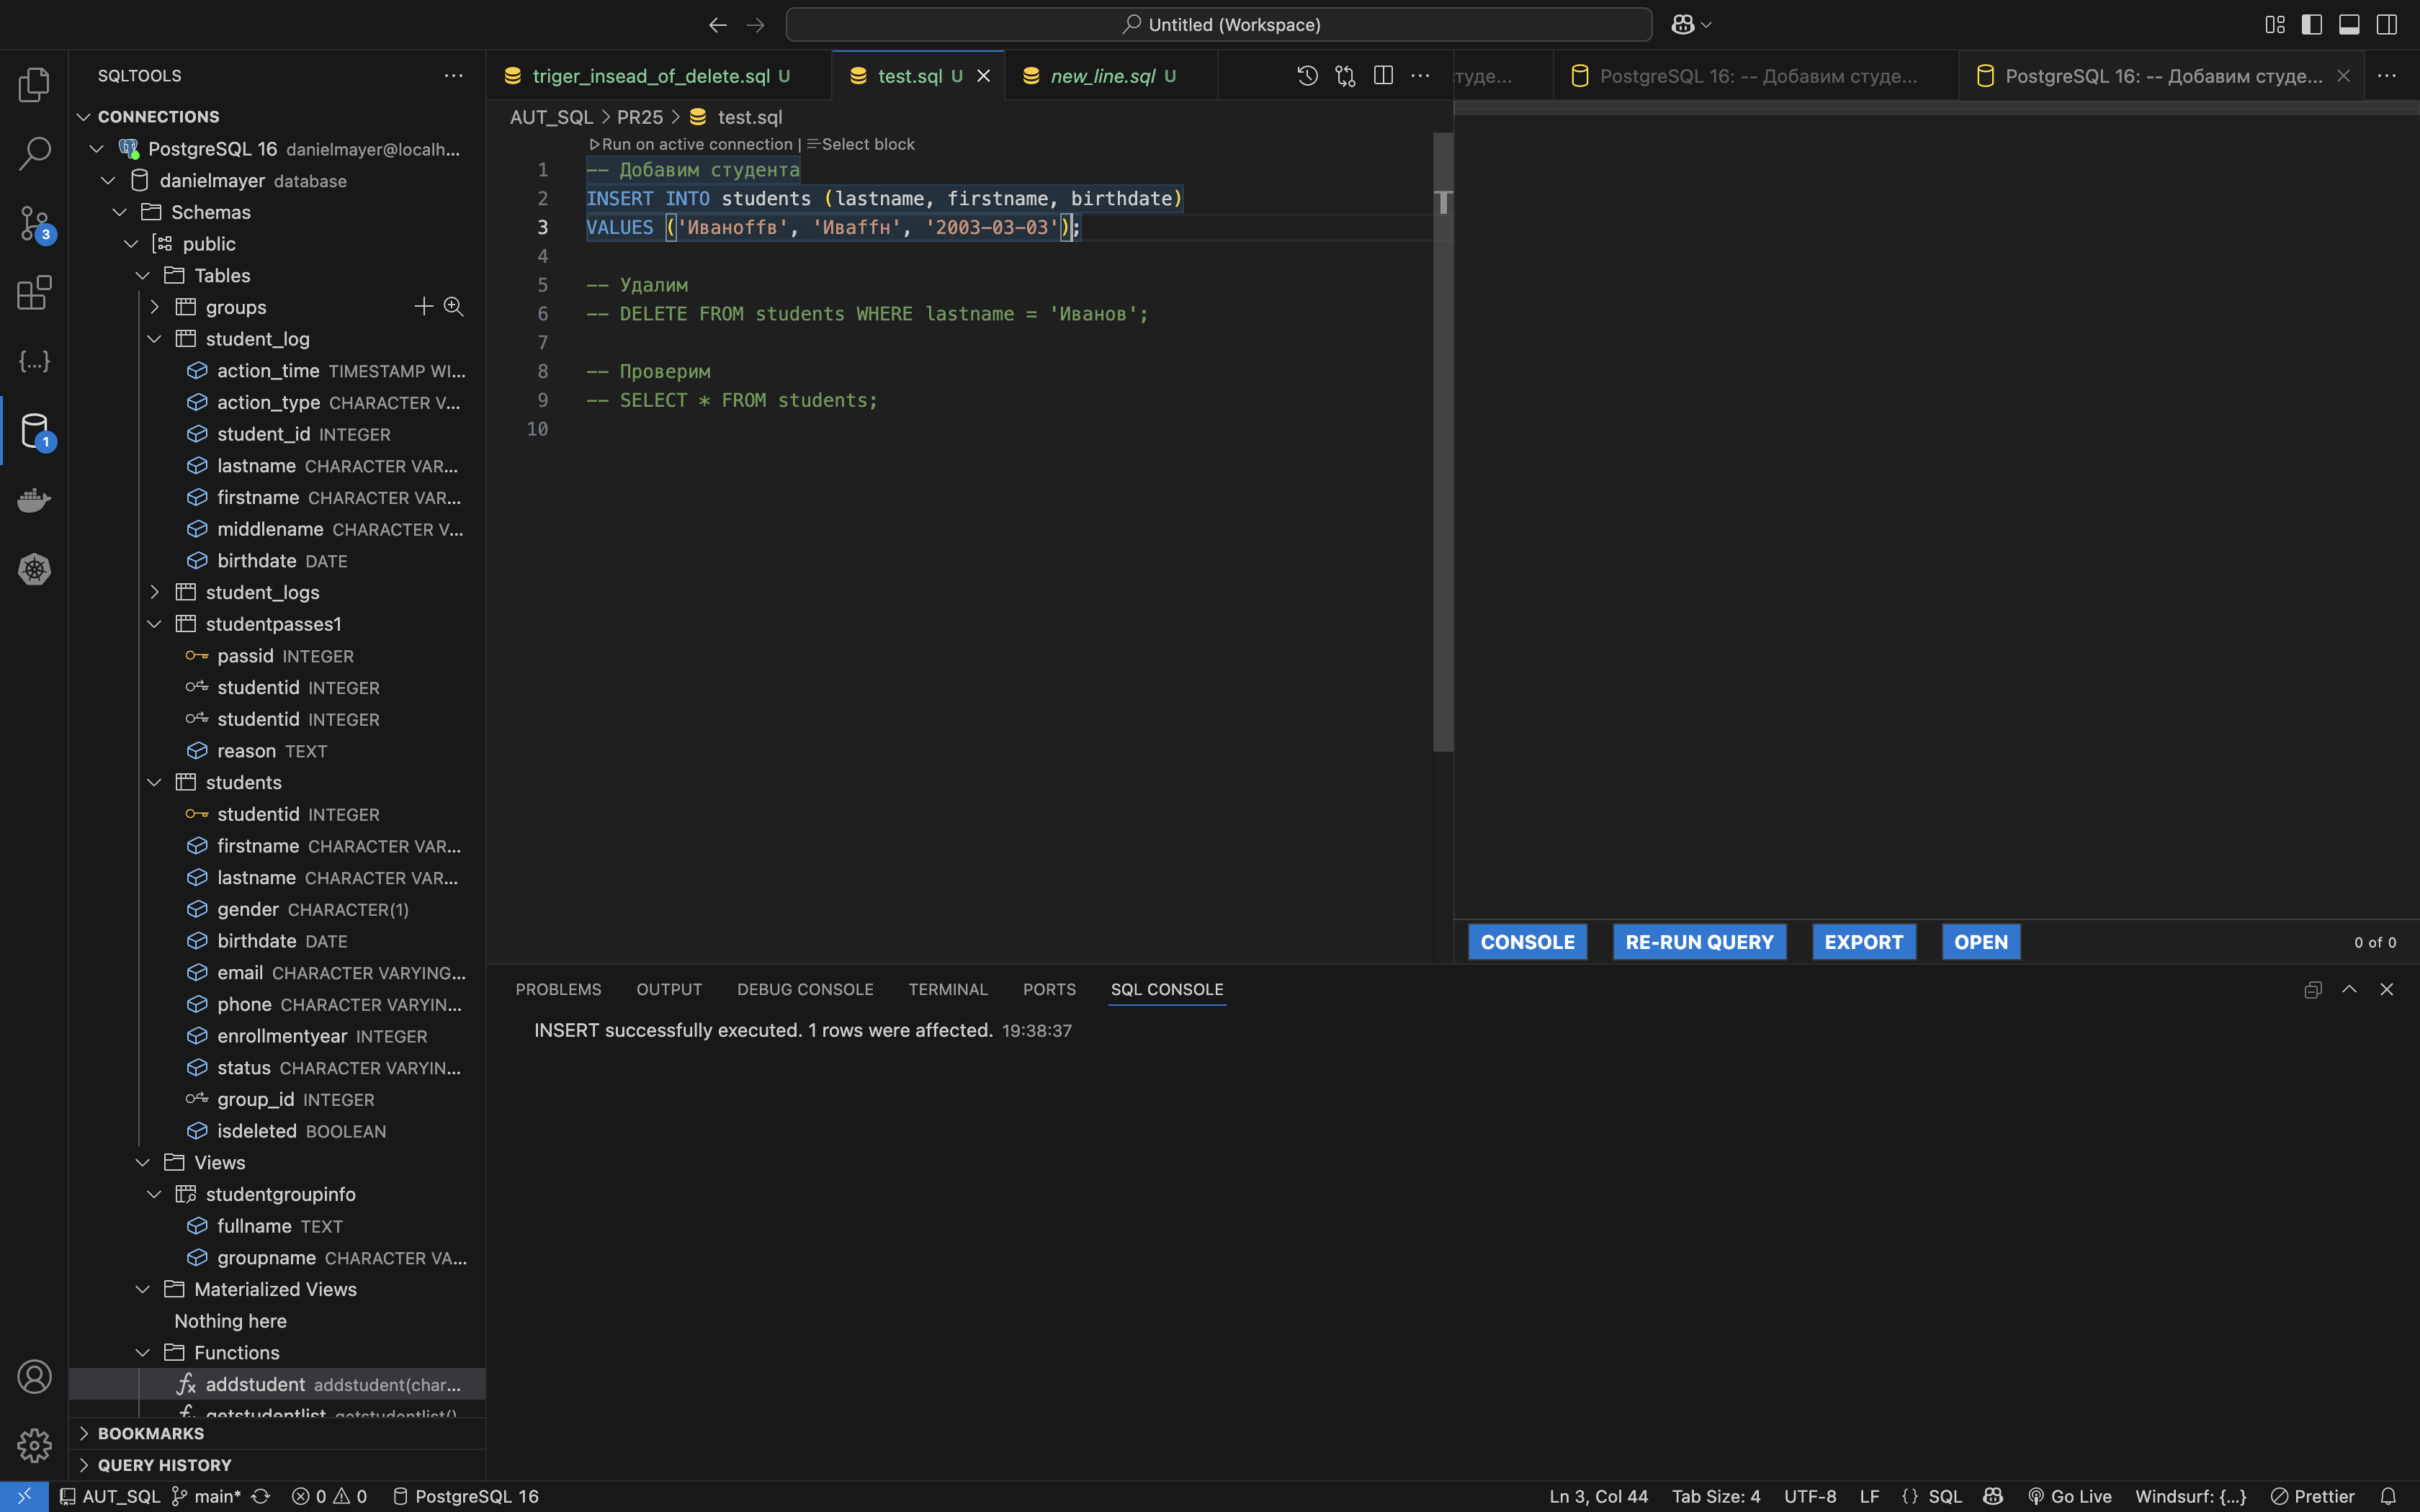 Untitled (Workspace)
SQLTOOLS
CONNECTIONS
PostgreSQL 16 danielmayer@localh...
danielmayer database
Schemas
public
Tables
groups
student_log
action_time TIMESTAMP WI...
action_type CHARACTER V...
student_id INTEGER
lastname CHARACTER VAR...
firstname CHARACTER VAR...
middlename CHARACTER V...
birthdate DATE
student_logs
studentpasses1
passid INTEGER
studentid INTEGER
studentid INTEGER
reason TEXT
students
studentid INTEGER
firstname CHARACTER VAR...
lastname CHARACTER VAR...
gender CHARACTER(1)
birthdate DATE
email CHARACTER VARYING...
phone CHARACTER VARYIN...
enrollmentyear INTEGER
status CHARACTER VARYIN...
group_id INTEGER
isdeleted BOOLEAN
Views
studentgroupinfo
fullname TEXT
groupname CHARACTER VA...
Materialized Views
Nothing here
Functions
addstudent addstudent(char...
getstudentlist getstudentlist()
BOOKMARKS
QUERY HISTORY
3
1
triger_insead_of_delete.sql U
test.sql U
new_line.sql U
AUT_SQL > PR25 > test.sql
Run on active connection | Select block
1 -- Добавим студента
2 INSERT INTO students (lastname, firstname, birthdate)
3 VALUES ('Иваноffв', 'Иваffн', '2003-03-03');
4
5 -- Удалим
6 -- DELETE FROM students WHERE lastname = 'Иванов';
7
8 -- Проверим
9 -- SELECT * FROM students;
10
туде...
PostgreSQL 16: -- Добавим студе...
PostgreSQL 16: -- Добавим студе...
CONSOLE
RE-RUN QUERY
EXPORT
OPEN
0 of 0
PROBLEMS
OUTPUT
DEBUG CONSOLE
TERMINAL
PORTS
SQL CONSOLE
INSERT successfully executed. 1 rows were affected. 19:38:37
AUT_SQL
main*
0
0
PostgreSQL 16
Ln 3, Col 44
Tab Size: 4
UTF-8
LF
{} SQL
Go Live
Windsurf: {...}
Prettier